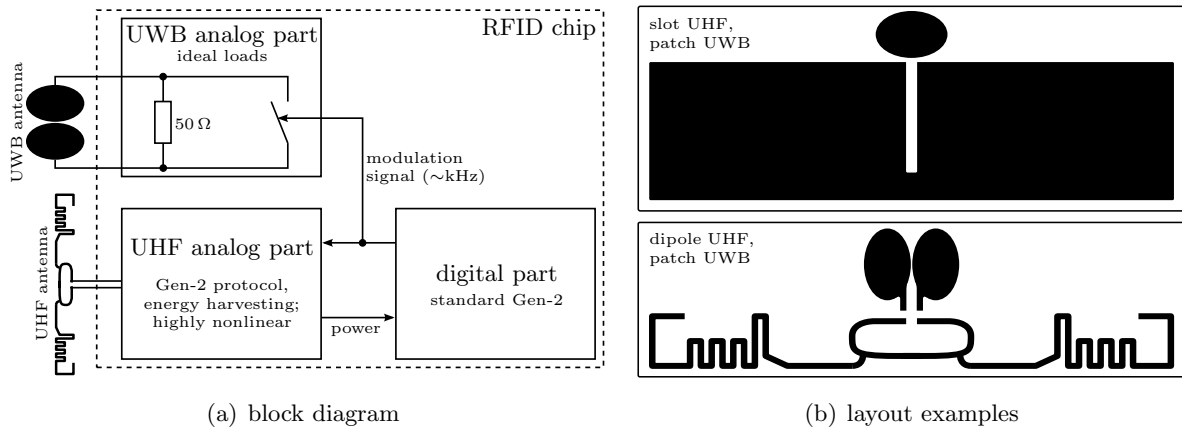 RFID chip
UWB analog part
ideal loads
UWB antenna
50 Ω
modulation
signal (∼kHz)
UHF antenna
UHF analog part
Gen-2 protocol,
energy harvesting;
highly nonlinear
power
digital part
standard Gen-2
(a) block diagram
slot UHF,
patch UWB
dipole UHF,
patch UWB
(b) layout examples